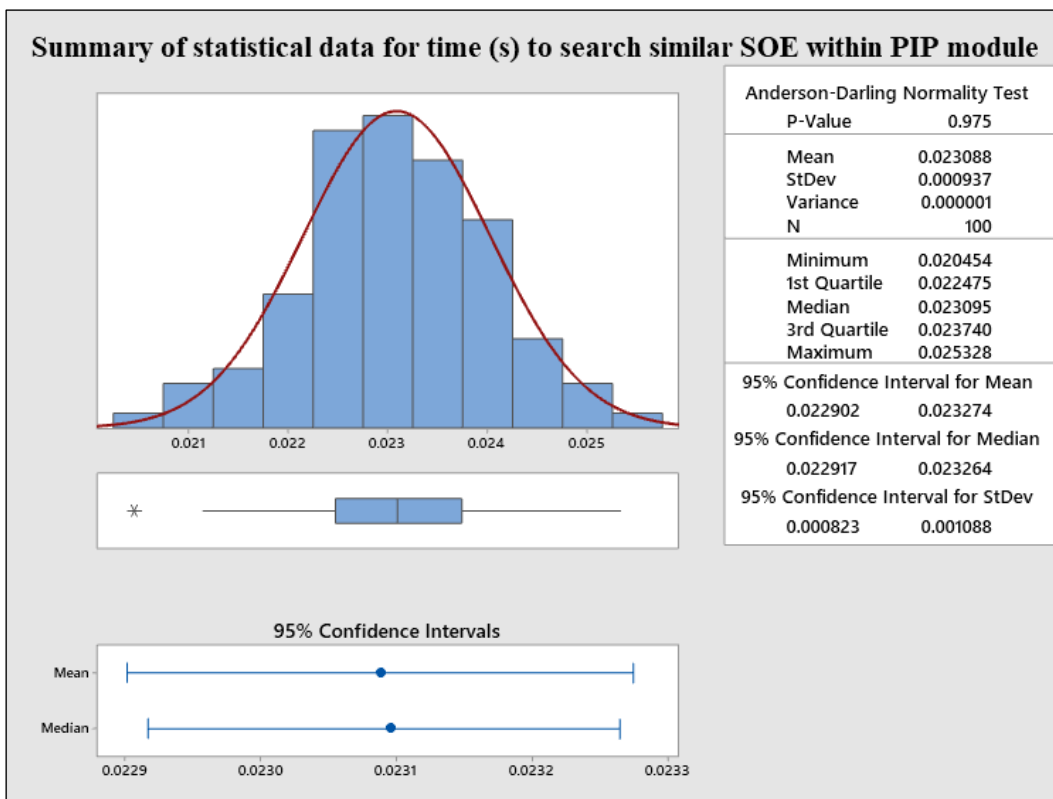 Summary of statistical data for time (s) to search similar SOE within PIP module
0.021 0.022 0.023 0.024 0.025
95% Confidence Intervals
Mean
Median
0.0229 0.0230 0.0231 0.0232 0.0233
Anderson-Darling Normality Test
P-Value 0.975
Mean 0.023088
StDev 0.000937
Variance 0.000001
N 100
Minimum 0.020454
1st Quartile 0.022475
Median 0.023095
3rd Quartile 0.023740
Maximum 0.025328
95% Confidence Interval for Mean
0.022902 0.023274
95% Confidence Interval for Median
0.022917 0.023264
95% Confidence Interval for StDev
0.000823 0.001088